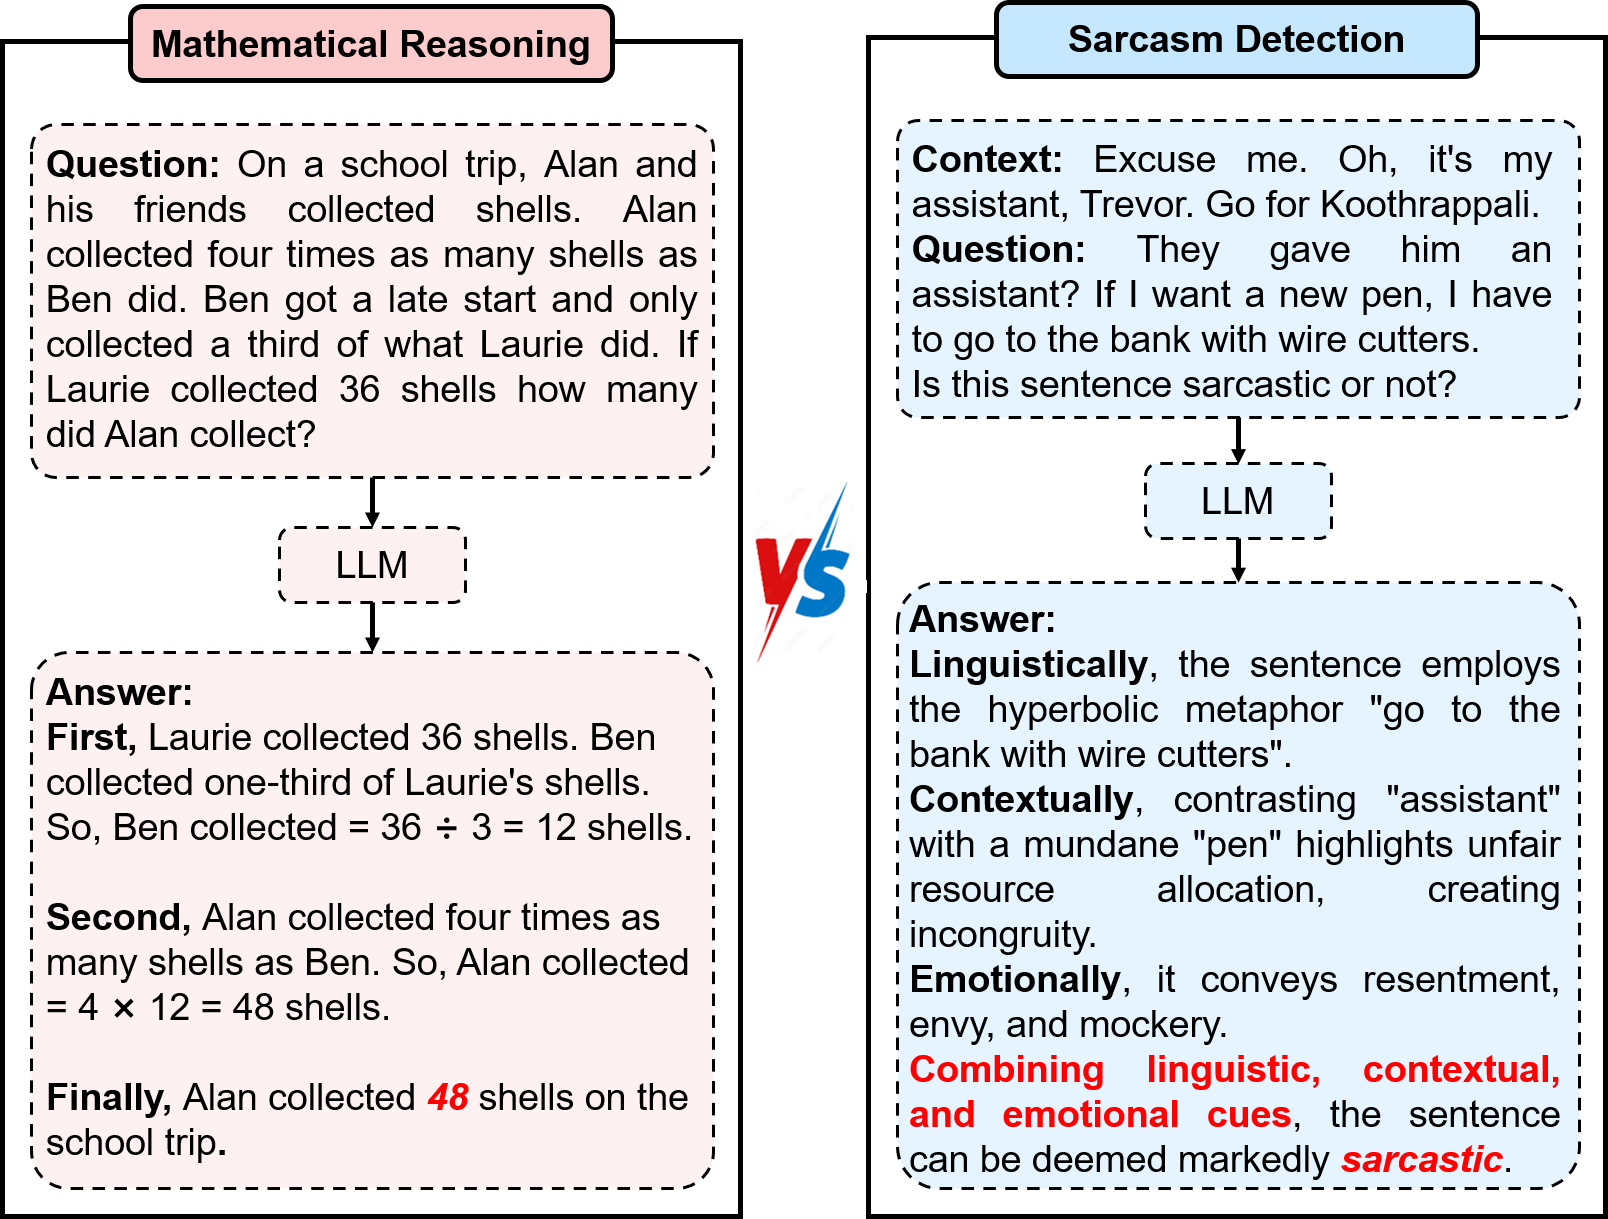 Mathematical Reasoning
Question: On a school trip, Alan and
his friends collected shells. Alan
collected four times as many shells as
Ben did. Ben got a late start and only
collected a third of what Laurie did. If
Laurie collected 36 shells how many
did Alan collect?
LLM
Answer:
First, Laurie collected 36 shells. Ben
collected one-third of Laurie's shells.
So, Ben collected = 36 ÷ 3 = 12 shells.
Second, Alan collected four times as
many shells as Ben. So, Alan collected
= 4 × 12 = 48 shells.
Finally, Alan collected 48 shells on the
school trip.
VS
Sarcasm Detection
Context: Excuse me. Oh, it's my
assistant, Trevor. Go for Koothrappali.
Question: They gave him an
assistant? If I want a new pen, I have
to go to the bank with wire cutters.
Is this sentence sarcastic or not?
LLM
Answer:
Linguistically, the sentence employs
the hyperbolic metaphor "go to the
bank with wire cutters".
Contextually, contrasting "assistant"
with a mundane "pen" highlights unfair
resource allocation, creating
incongruity.
Emotionally, it conveys resentment,
envy, and mockery.
Combining linguistic, contextual,
and emotional cues, the sentence
can be deemed markedly sarcastic.